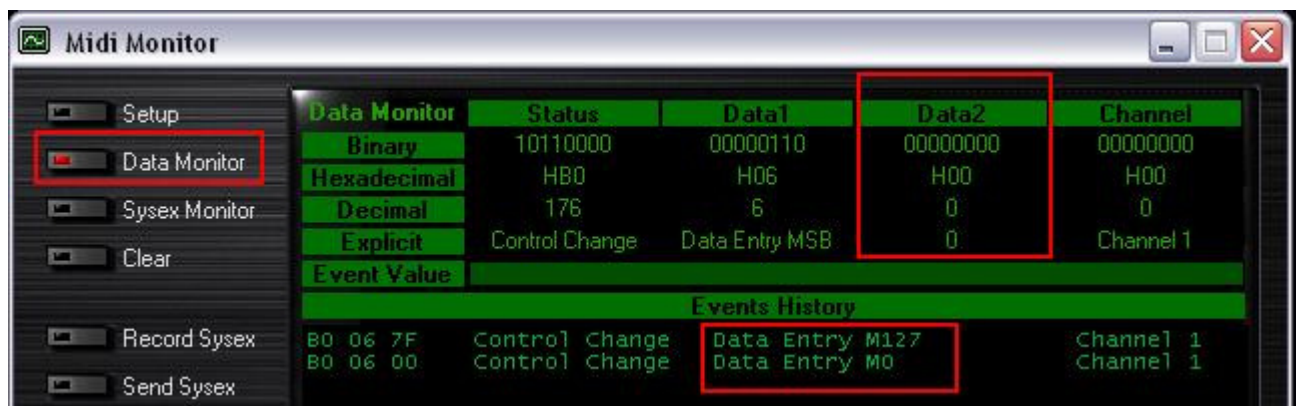 Midi Monitor
Setup
Data Monitor
Sysex Monitor
Clear
Record Sysex
Send Sysex
Data Monitor Status Data1 Data2 Channel
Binary 10110000 00000110 00000000 00000000
Hexadecimal HB0 H06 H00 H00
Decimal 176 6 0 0
Explicit Control Change Data Entry MSB 0 Channel 1
Event Value
Events History
B0 06 7F Control Change Data Entry M127 Channel 1
B0 06 00 Control Change Data Entry M0 Channel 1